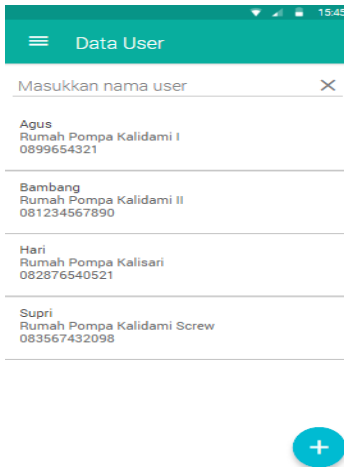 15:45
Data User
Masukkan nama user
Agus
Rumah Pompa Kalidami I
0899654321
Bambang
Rumah Pompa Kalidami II
081234567890
Hari
Rumah Pompa Kalisari
082876540521
Supri
Rumah Pompa Kalidami Screw
083567432098